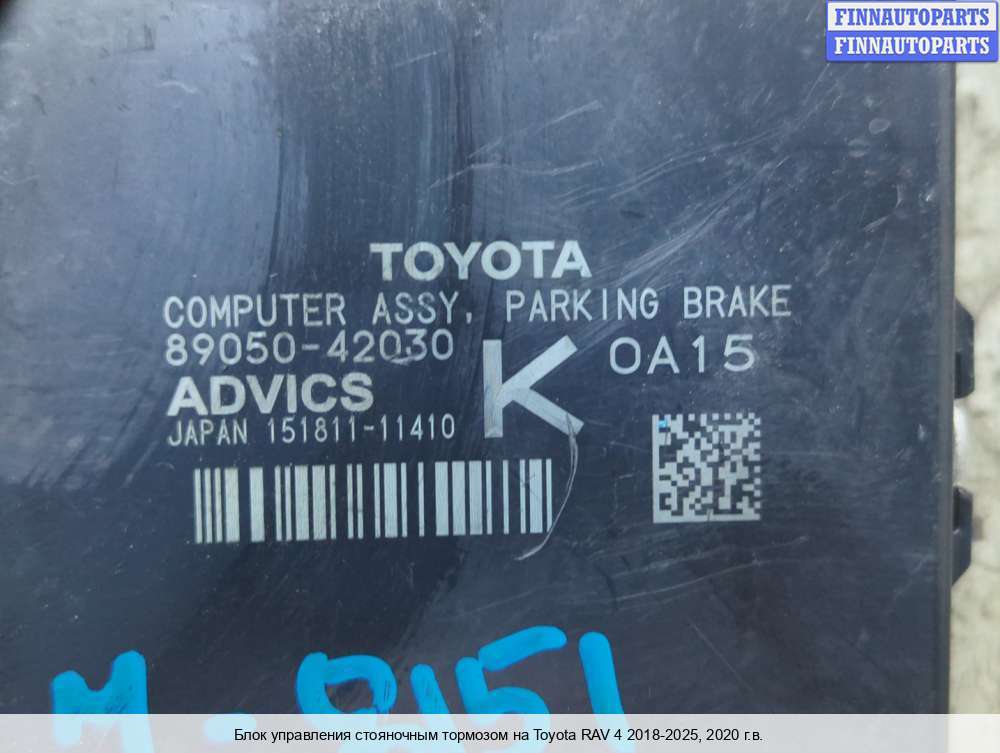 FINNAUTOPARTS
FINNAUTOPARTS
TOYOTA
COMPUTER ASSY, PARKING BRAKE
89050-42030 K 0A15
ADVICS
JAPAN 151811-11410
M-8151
Блок управления стояночным тормозом на Toyota RAV 4 2018-2025, 2020 г.в.